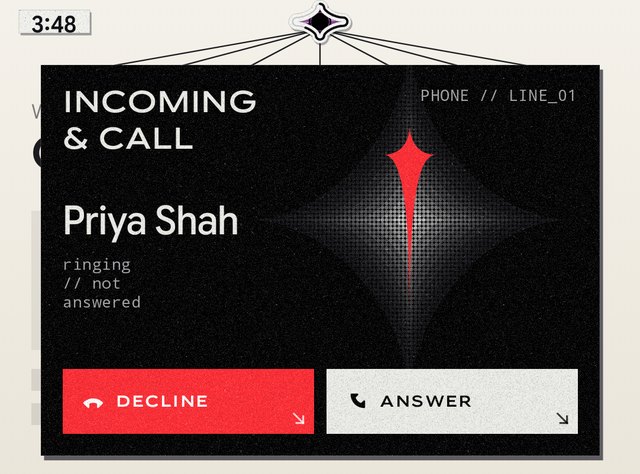 3:48
INCOMING
& CALL
PHONE // LINE_01
Priya Shah
ringing
// not
answered
DECLINE
ANSWER